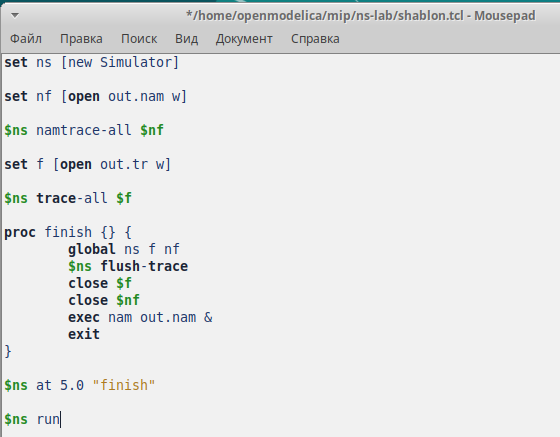 */home/openmodelica/mip/ns-lab/shablon.tcl - Mousepad
Файл Правка Поиск Вид Документ Справка
set ns [new Simulator]
set nf [open out.nam w]
$ns namtrace-all $nf
set f [open out.tr w]
$ns trace-all $f
proc finish {} {
        global ns f nf
        $ns flush-trace
        close $f
        close $nf
        exec nam out.nam &
        exit
}
$ns at 5.0 "finish"
$ns run